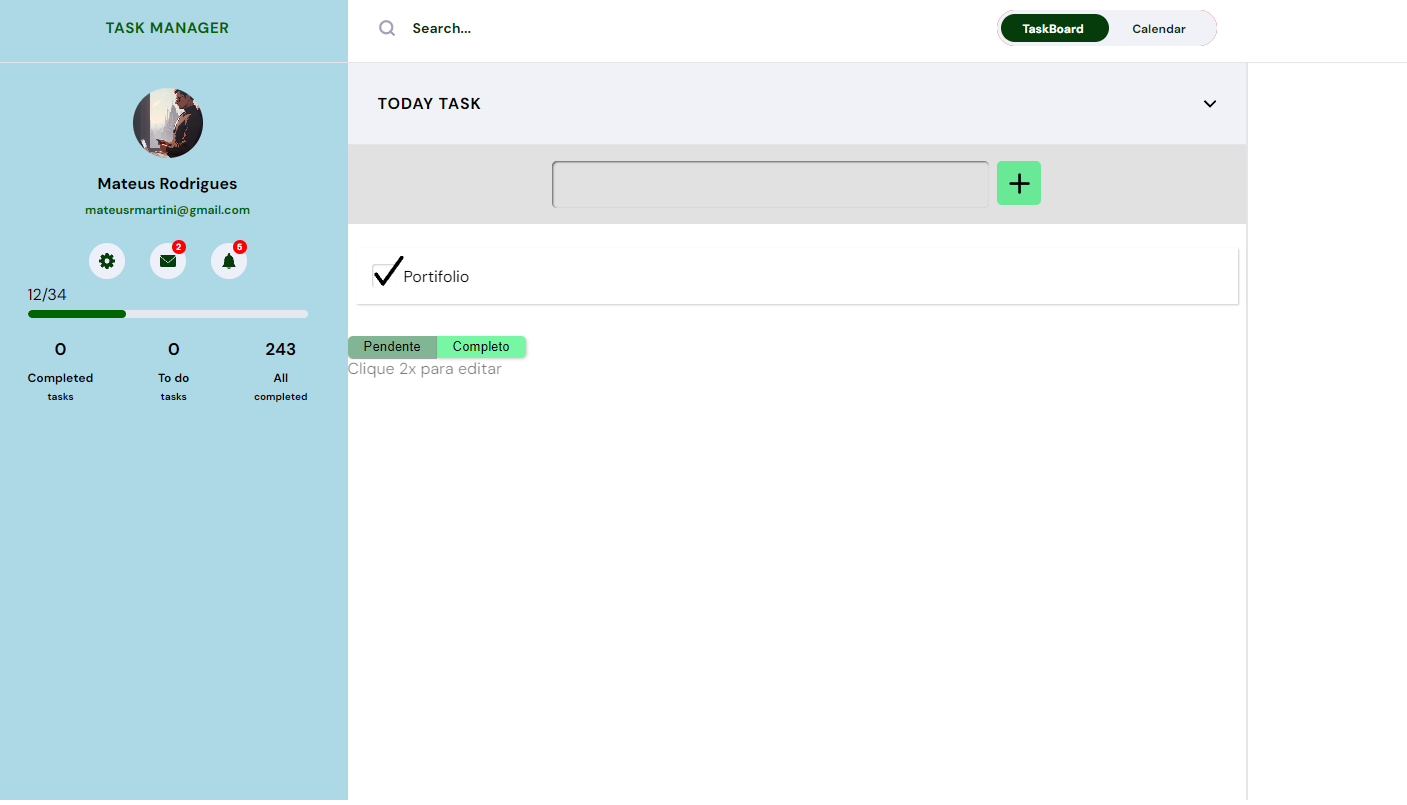 TASK MANAGER
Search...
TaskBoard
Calendar
Mateus Rodrigues
mateusrmartini@gmail.com
2
5
12/34
0
0
243
Completed
To do
All
tasks
tasks
completed
TODAY TASK
Portifolio
Pendente
Completo
Clique 2x para editar